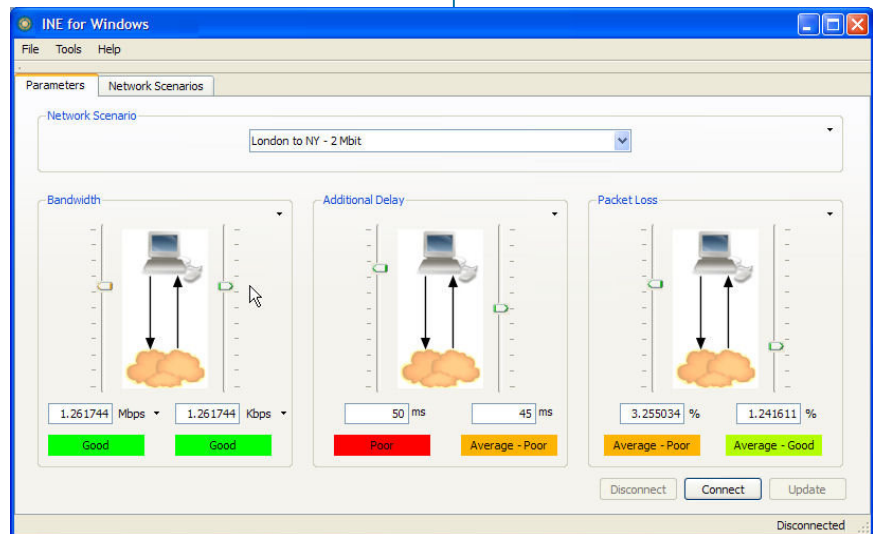 INE for Windows
File Tools Help
Parameters Network Scenarios
Network Scenario
London to NY - 2 Mbit
Bandwidth Additional Delay Packet Loss
1.261744 Mbps 1.261744 Kbps 50 ms 45 ms 3.255034 % 1.241611 %
Good Good Poor Average - Poor Average - Poor Average - Good
Disconnect Connect Update
Disconnected